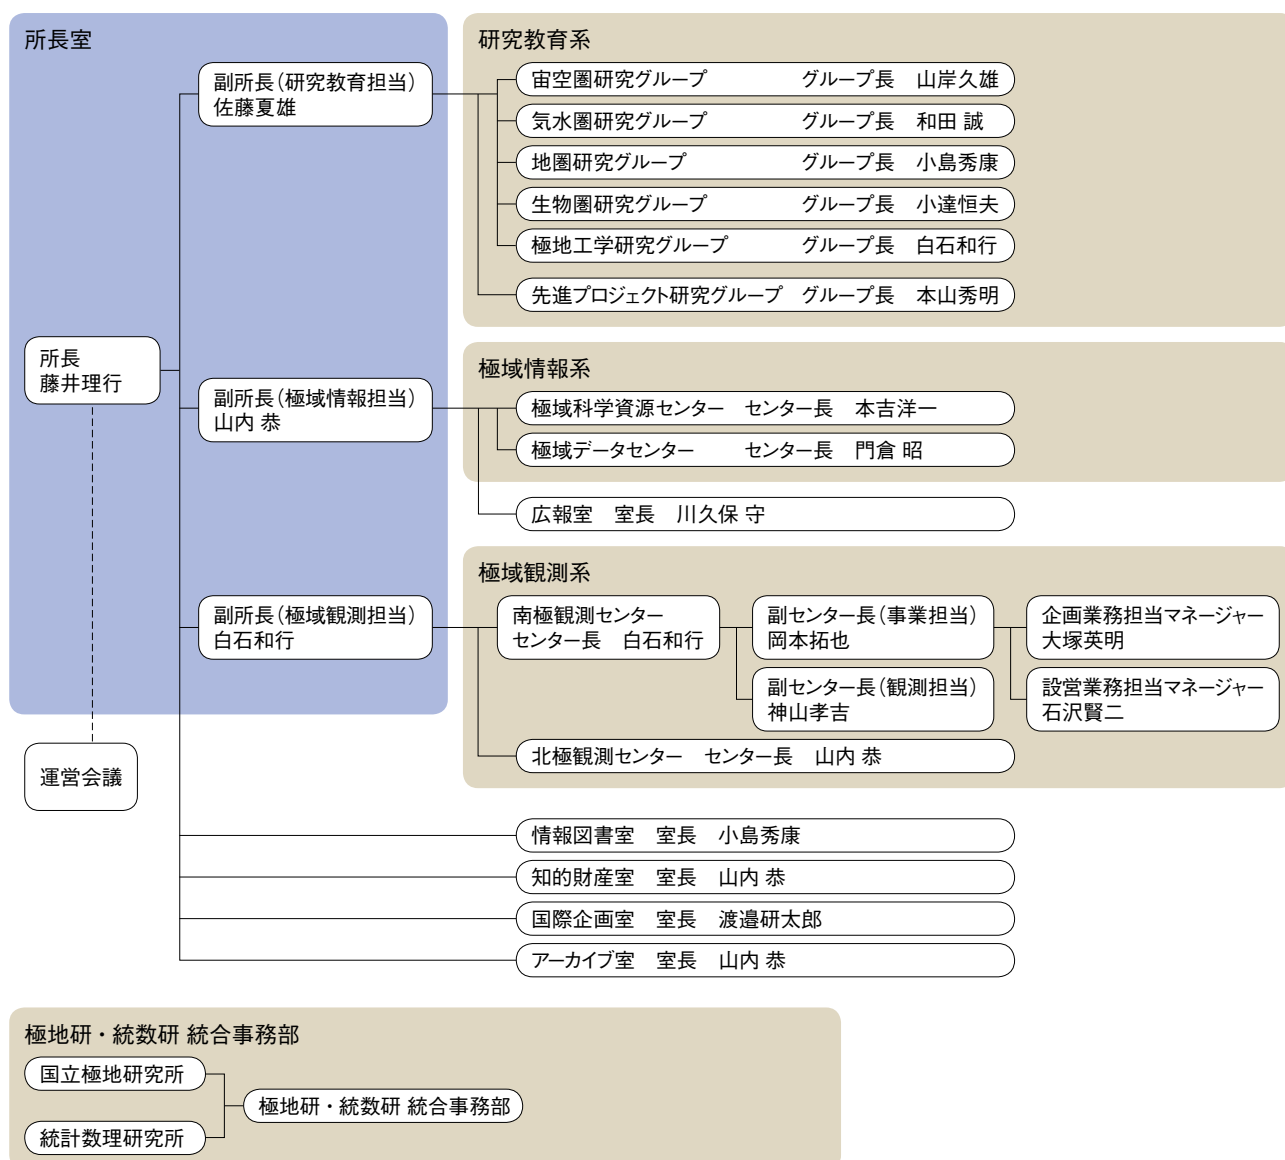 所長室
所長
藤井理行
運営会議
副所長（研究教育担当）
佐藤夏雄
副所長（極域情報担当）
山内 恭
副所長（極域観測担当）
白石和行
研究教育系
宙空圏研究グループ　グループ長　山岸久雄
気水圏研究グループ　グループ長　和田 誠
地圏研究グループ　グループ長　小島秀康
生物圏研究グループ　グループ長　小達恒夫
極地工学研究グループ　グループ長　白石和行
先進プロジェクト研究グループ　グループ長　本山秀明
極域情報系
極域科学資源センター　センター長　本吉洋一
極域データセンター　センター長　門倉 昭
広報室　室長　川久保 守
極域観測系
南極観測センター
センター長　白石和行
副センター長（事業担当）
岡本拓也
企画業務担当マネージャー
大塚英明
副センター長（観測担当）
神山孝吉
設営業務担当マネージャー
石沢賢二
北極観測センター　センター長　山内 恭
情報図書室　室長　小島秀康
知的財産室　室長　山内 恭
国際企画室　室長　渡邉研太郎
アーカイブ室　室長　山内 恭
極地研・統数研 統合事務部
国立極地研究所
極地研・統数研 統合事務部
統計数理研究所